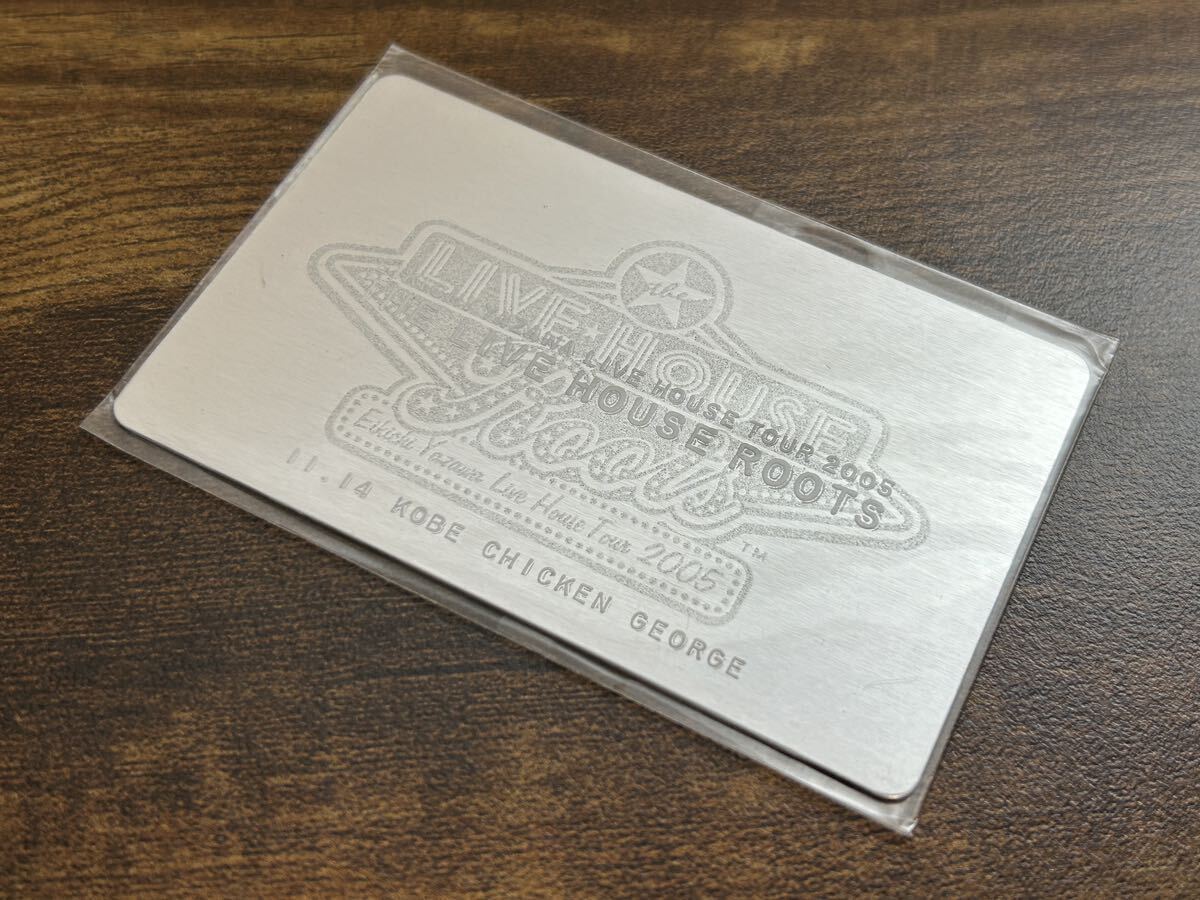 LIVE★HOUSE
Roots
WA LIVE HOUSE TOUR 2005
LIVE HOUSE ROOTS
Eikichi Yazawa Live House Tour 2005
TM
11.14 KOBE CHICKEN GEORGE